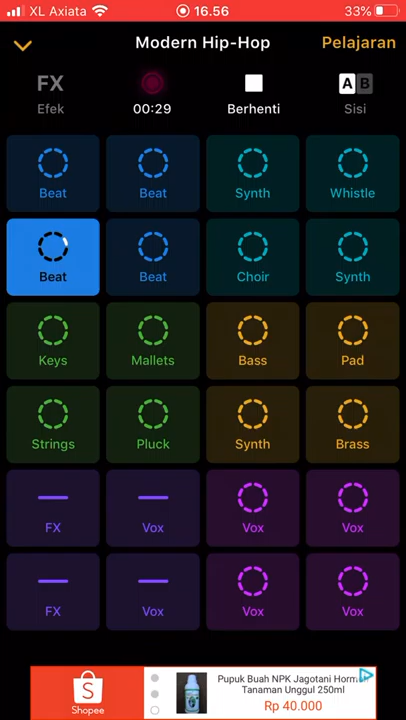 XL Axiata 16.56 33%
Modern Hip-Hop Pelajaran
FX A B
Efek 00:29 Berhenti Sisi
Beat Beat Synth Whistle
Beat Beat Choir Synth
Keys Mallets Bass Pad
Strings Pluck Synth Brass
FX Vox Vox Vox
FX Vox Vox Vox
Pupuk Buah NPK Jagotani
Tanaman Unggul 250ml
Rp 40.000
S
Shopee